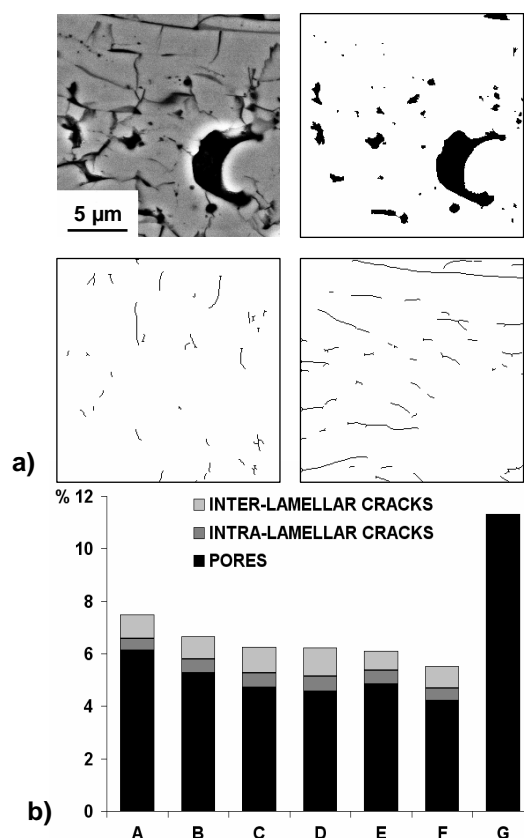 5 µm
a)
% 12
INTER-LAMELLAR CRACKS
INTRA-LAMELLAR CRACKS
PORES
10
8
6
4
2
0
b)
A B C D E F G